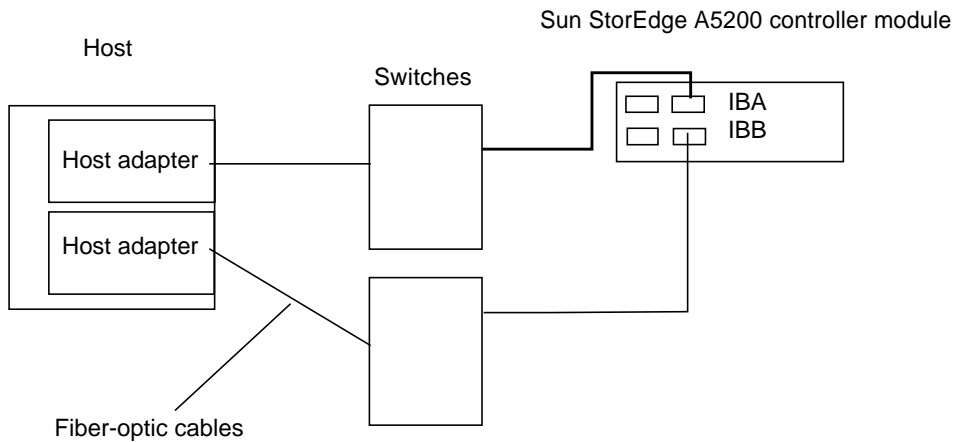 Sun StorEdge A5200 controller module
Host
Switches
IBA
IBB
Host adapter
Host adapter
Fiber-optic cables